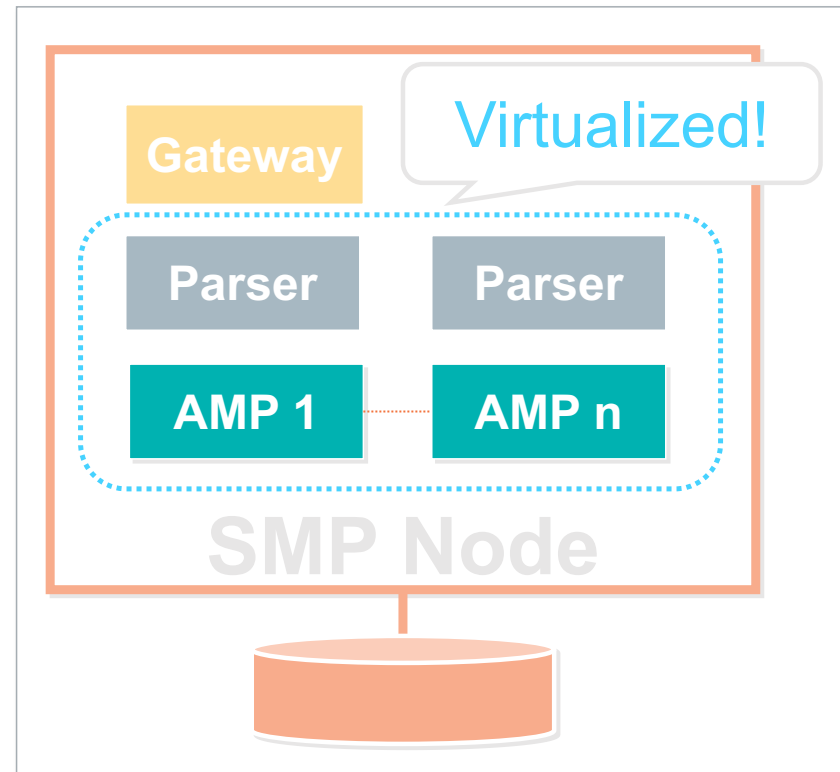 Virtualized!
Gateway
Parser Parser
AMP 1 AMP n
SMP Node